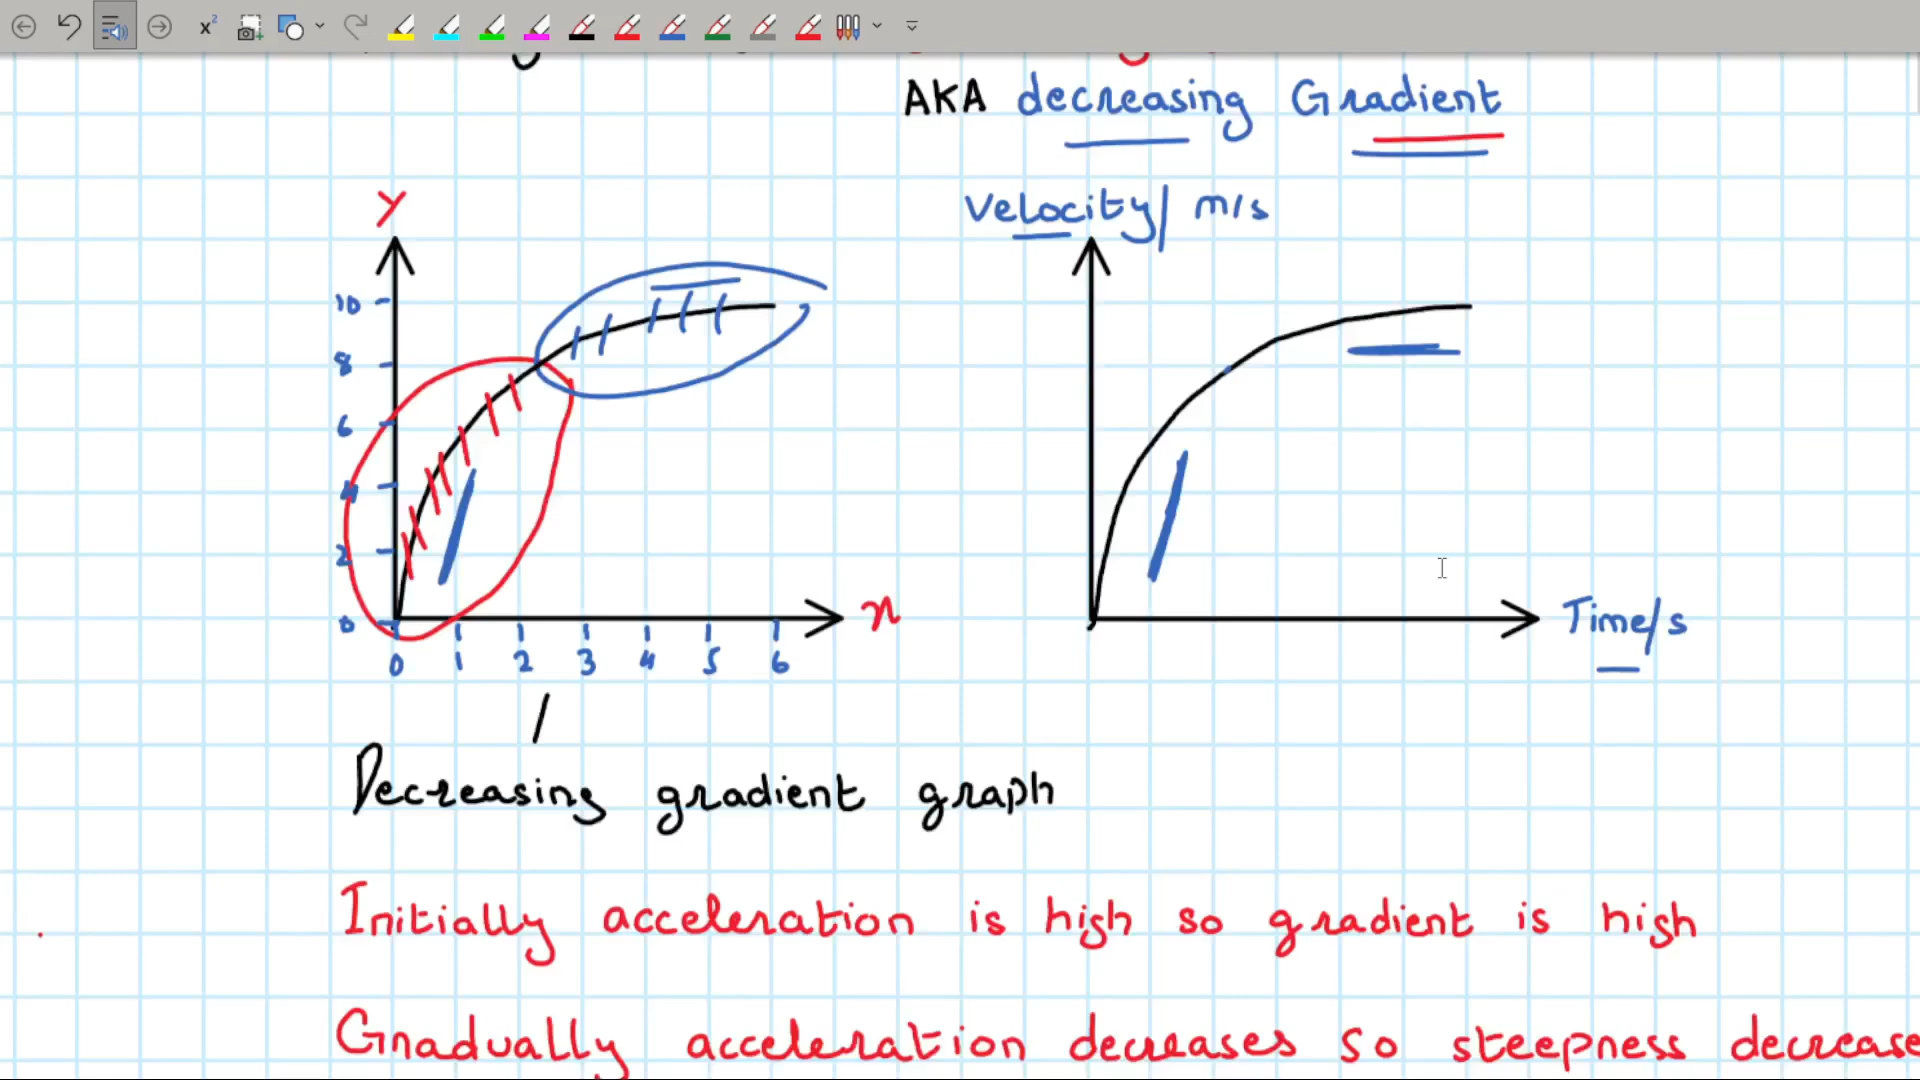 AKA decreasing Gradient
Y
Velocity/ m/s
10
8
6
4
2
0
x
Time/s
0 1 2 3 4 5 6
Decreasing gradient graph
Initially acceleration is high so gradient is high
Gradually acceleration decreases so steepness decrease